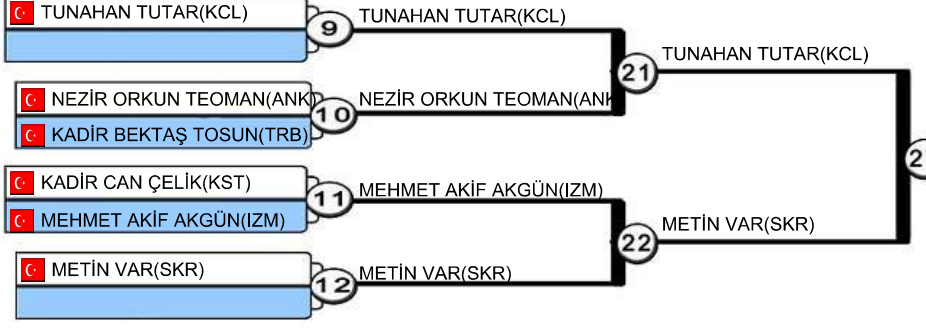 TUNAHAN TUTAR(KCL)
9
TUNAHAN TUTAR(KCL)
21
TUNAHAN TUTAR(KCL)
NEZİR ORKUN TEOMAN(ANK)
10
NEZİR ORKUN TEOMAN(ANK
KADİR BEKTAŞ TOSUN(TRB)
KADİR CAN ÇELİK(KST)
11
MEHMET AKİF AKGÜN(IZM)
MEHMET AKİF AKGÜN(IZM)
22
METİN VAR(SKR)
METİN VAR(SKR)
12
METİN VAR(SKR)